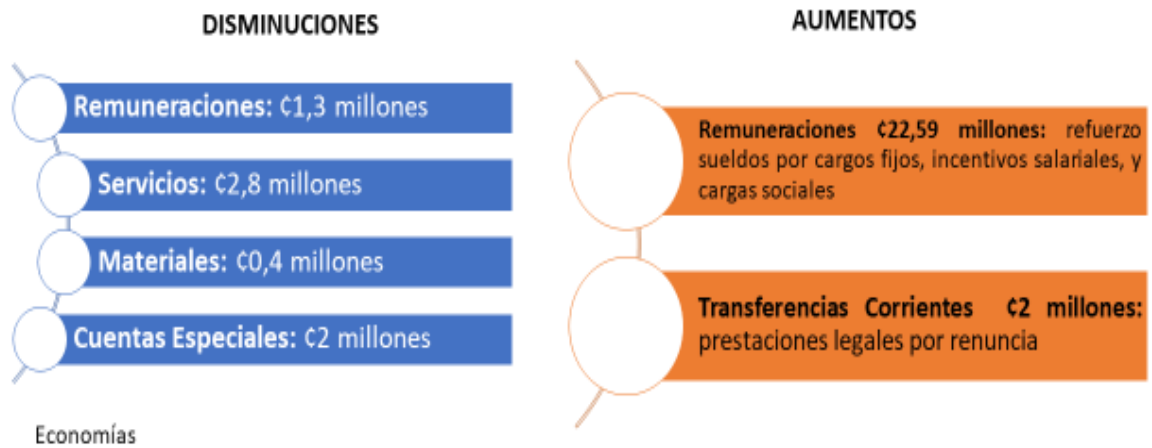 DISMINUCIONES
Remuneraciones: ¢1,3 millones
Servicios: ¢2,8 millones
Materiales: ¢0,4 millones
Cuentas Especiales: ¢2 millones
Economías
AUMENTOS
Remuneraciones ¢22,59 millones: refuerzo
sueldos por cargos fijos, incentivos salariales, y
cargas sociales
Transferencias Corrientes ¢2 millones:
prestaciones legales por renuncia